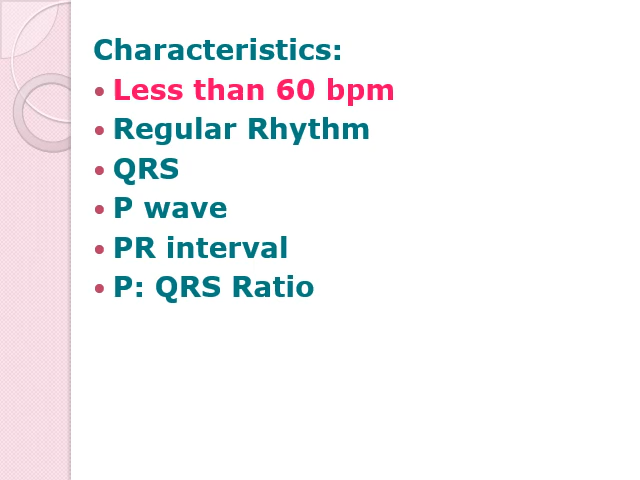 Characteristics:
• Less than 60 bpm
• Regular Rhythm
• QRS
• P wave
• PR interval
• P: QRS Ratio